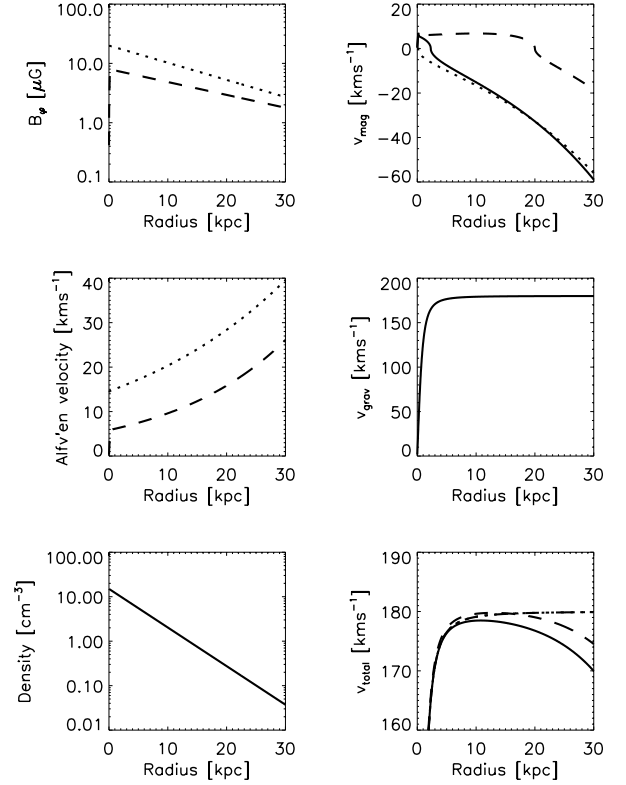 100.0
10.0
1.0
0.1
B_φ [μG]
0 10 20 30
Radius [kpc]
20
0
−20
−40
−60
v_mag [kms⁻¹]
0 10 20 30
Radius [kpc]
40
30
20
10
0
Alfv'en velocity [kms⁻¹]
0 10 20 30
Radius [kpc]
200
150
100
50
0
v_grav [kms⁻¹]
0 10 20 30
Radius [kpc]
100.00
10.00
1.00
0.10
0.01
Density [cm⁻³]
0 10 20 30
Radius [kpc]
190
180
170
160
v_total [kms⁻¹]
0 10 20 30
Radius [kpc]